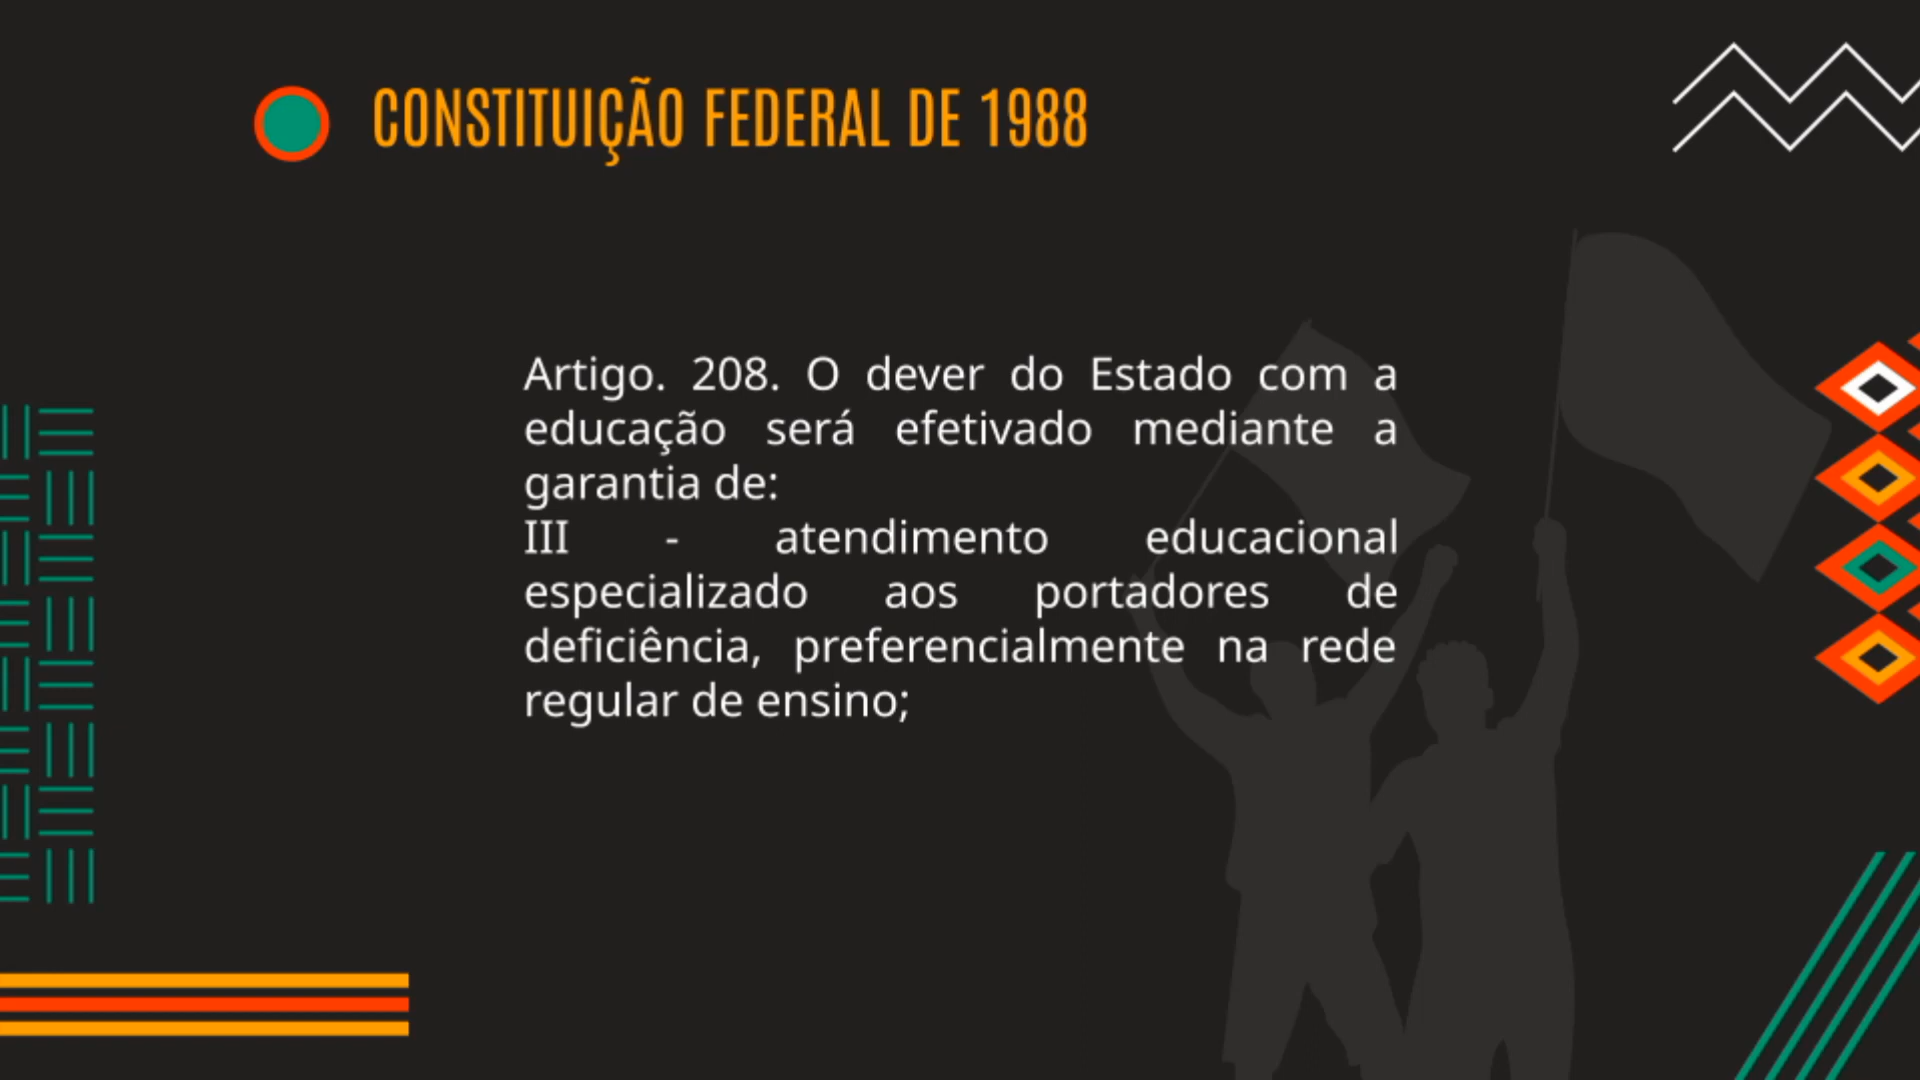 CONSTITUIÇÃO FEDERAL DE 1988
Artigo. 208. O dever do Estado com a
educação será efetivado mediante a
garantia de:
III - atendimento educacional
especializado aos portadores de
deficiência, preferencialmente na rede
regular de ensino;